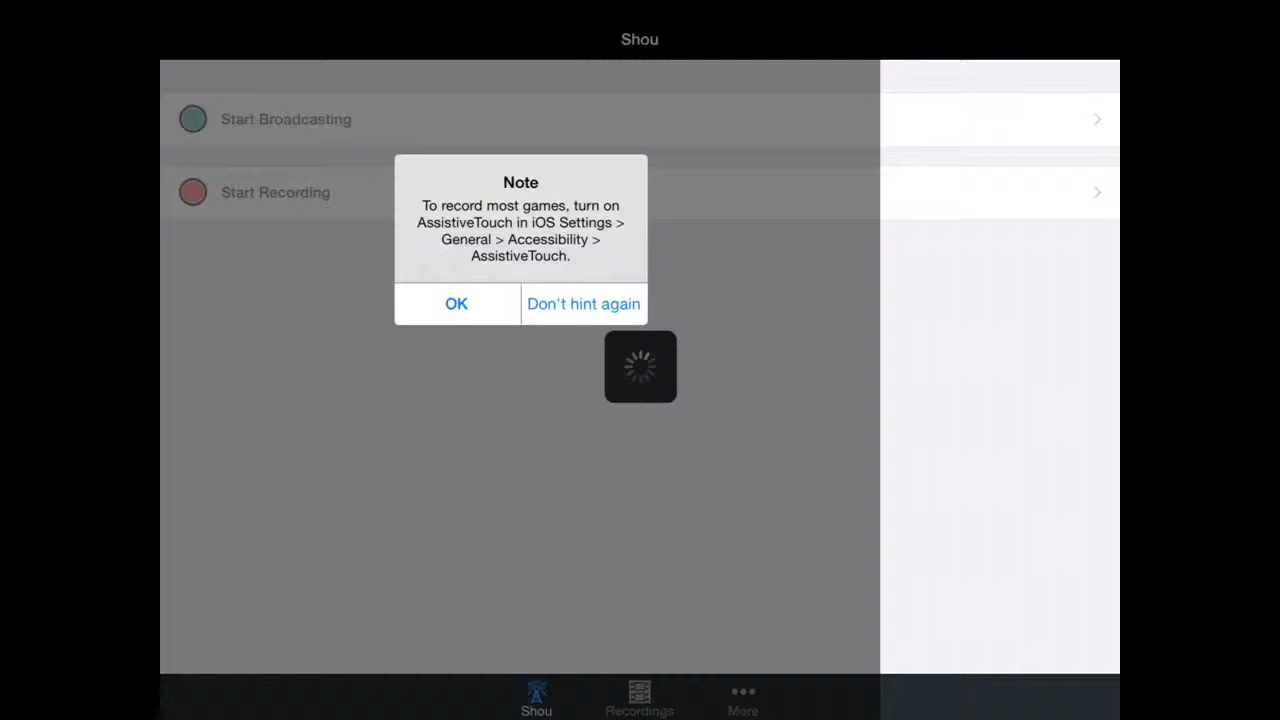 Shou
Start Broadcasting
Start Recording
Note
To record most games, turn on
AssistiveTouch in iOS Settings >
General > Accessibility >
AssistiveTouch.
OK
Don't hint again
Shou
Recordings
More